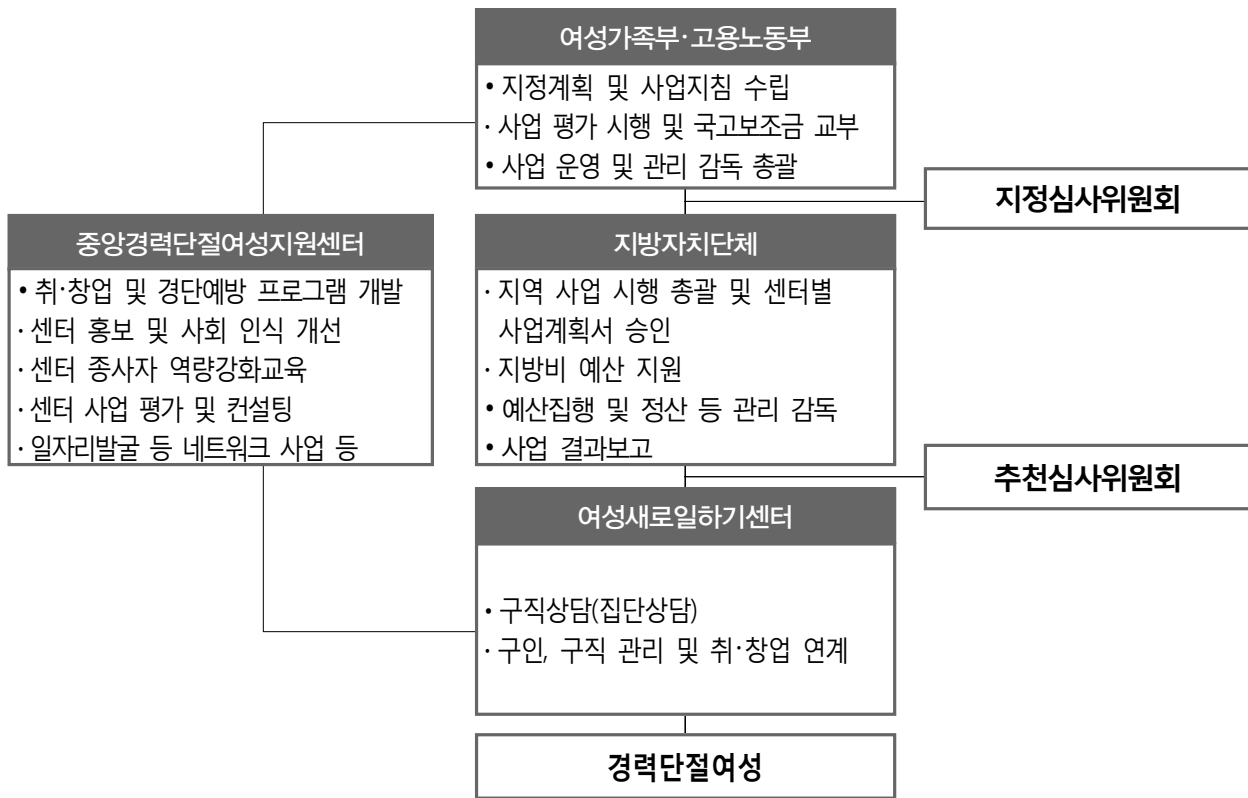 여성가족부·고용노동부
• 지정계획 및 사업지침 수립
· 사업 평가 시행 및 국고보조금 교부
• 사업 운영 및 관리 감독 총괄
지정심사위원회
중앙경력단절여성지원센터
• 취·창업 및 경단예방 프로그램 개발
· 센터 홍보 및 사회 인식 개선
· 센터 종사자 역량강화교육
· 센터 사업 평가 및 컨설팅
· 일자리발굴 등 네트워크 사업 등
지방자치단체
· 지역 사업 시행 총괄 및 센터별
사업계획서 승인
· 지방비 예산 지원
• 예산집행 및 정산 등 관리 감독
• 사업 결과보고
추천심사위원회
여성새로일하기센터
• 구직상담(집단상담)
· 구인, 구직 관리 및 취·창업 연계
경력단절여성